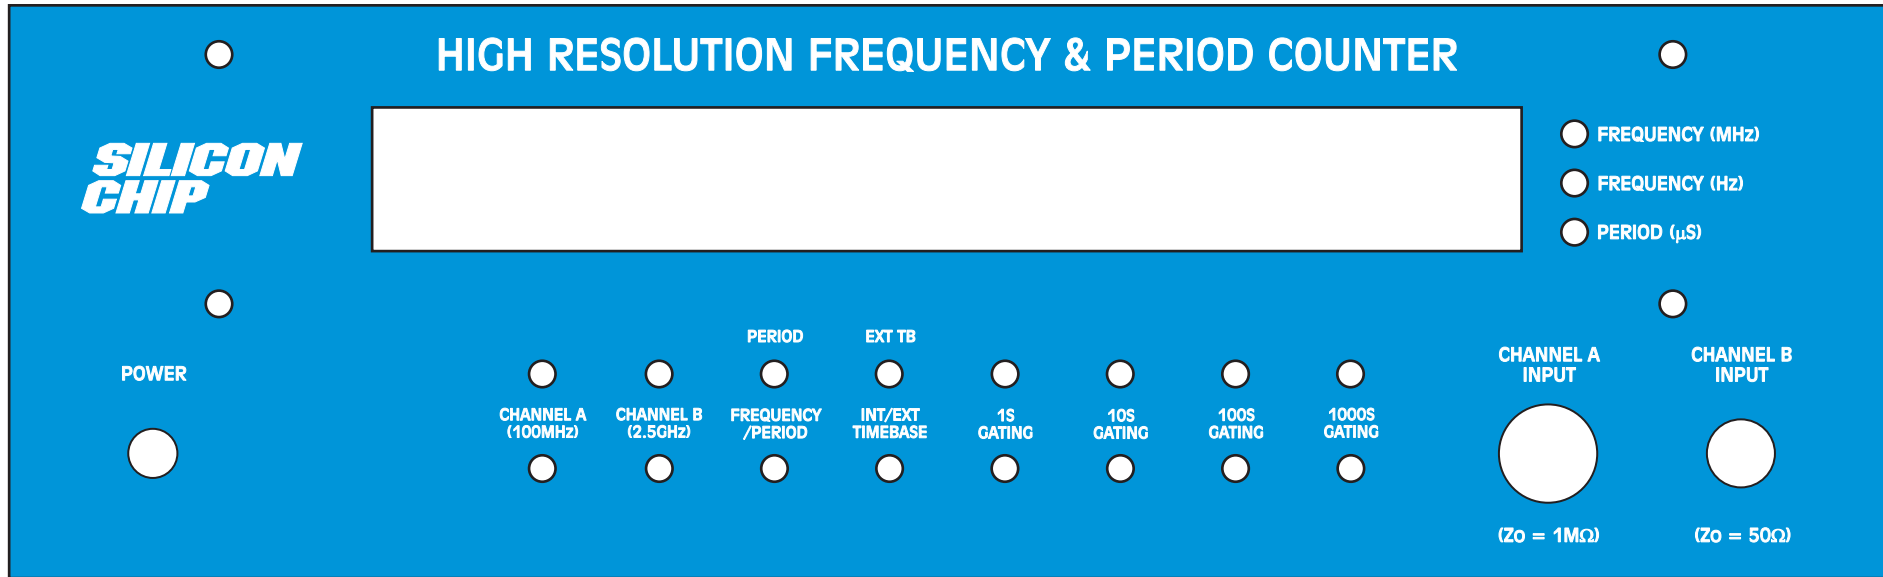 HIGH RESOLUTION FREQUENCY & PERIOD COUNTER
SILICON
CHIP
FREQUENCY (MHz)
FREQUENCY (Hz)
PERIOD (µS)
POWER
PERIOD
EXT TB
CHANNEL A
(100MHz)
CHANNEL B
(2.5GHz)
FREQUENCY
/PERIOD
INT/EXT
TIMEBASE
1S
GATING
10S
GATING
100S
GATING
1000S
GATING
CHANNEL A
INPUT
(Zo = 1MΩ)
CHANNEL B
INPUT
(Zo = 50Ω)